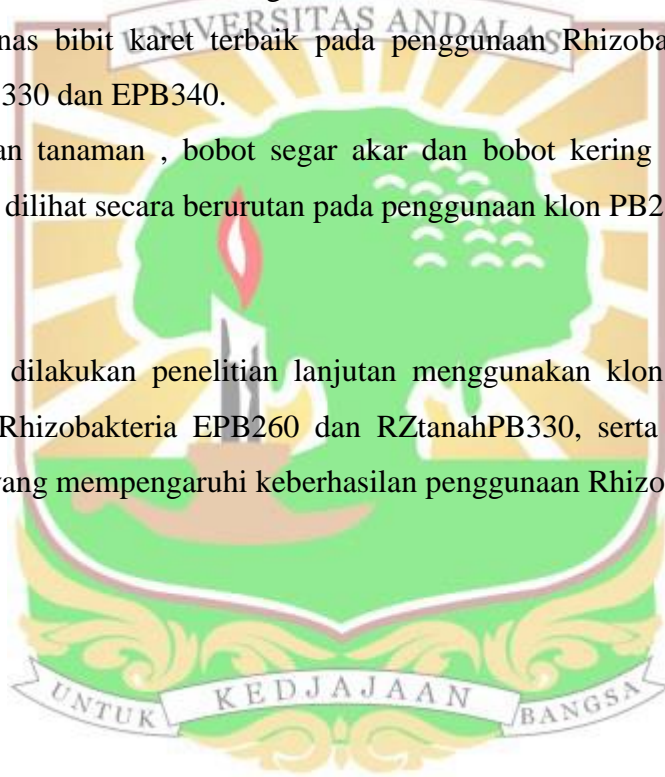 UNIVERSITAS ANDALAS
nas bibit karet terbaik pada penggunaan Rhizoba
330 dan EPB340.
an tanaman , bobot segar akar dan bobot kering
dilihat secara berurutan pada penggunaan klon PB2
dilakukan penelitian lanjutan menggunakan klon
Rhizobakteria EPB260 dan RZtanahPB330, serta
yang mempengaruhi keberhasilan penggunaan Rhizo
UNTUK KEDJAJAAN BANGSA